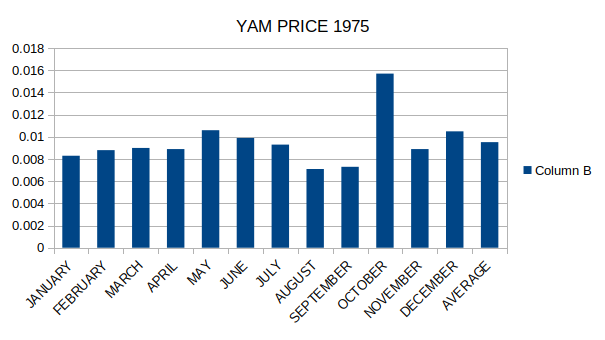 YAM PRICE 1975
0.018
0.016
0.014
0.012
0.01
0.008
0.006
0.004
0.002
0
JANUARY
FEBRUARY
MARCH
APRIL
MAY
JUNE
JULY
AUGUST
SEPTEMBER
OCTOBER
NOVEMBER
DECEMBER
AVERAGE
Column B